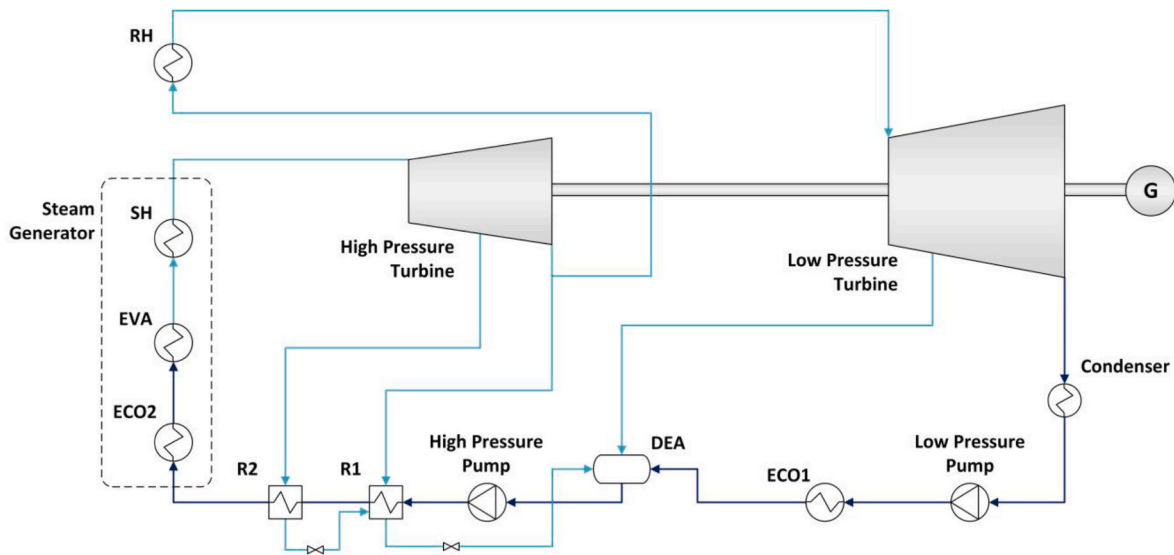 RH
G
Steam
Generator
SH
High Pressure
Turbine
Low Pressure
Turbine
EVA
Condenser
ECO2
High Pressure
Pump
DEA
Low Pressure
Pump
R2
R1
ECO1